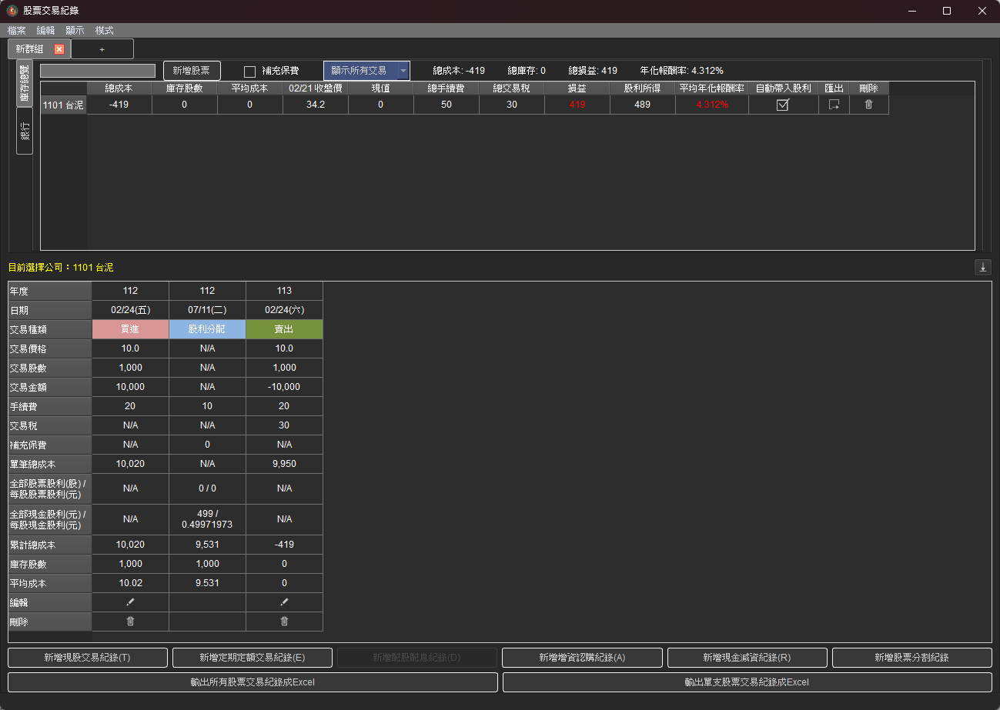 股票交易紀錄
檔案 編輯 顯示 模式
新群組 +
庫存總覽
銀行
新增股票 補充保費 顯示所有交易 總成本: -419 總庫存: 0 總損益: 419 年化報酬率: 4.312%
總成本 庫存股數 平均成本 02/21 收盤價 現值 總手續費 總交易稅 損益 股利所得 平均年化報酬率 自動帶入股利 匯出 刪除
1101 台泥 -419 0 0 34.2 0 50 30 419 489 4.312%
目前選擇公司：1101 台泥
年度 112 112 113
日期 02/24(五) 07/11(二) 02/24(六)
交易種類 買進 股利分配 賣出
交易價格 10.0 N/A 10.0
交易股數 1,000 N/A 1,000
交易金額 10,000 N/A -10,000
手續費 20 10 20
交易稅 N/A N/A 30
補充保費 N/A 0 N/A
單筆總成本 10,020 N/A 9,950
全部股票股利(股) /
每股股票股利(元) N/A 0 / 0 N/A
全部現金股利(元) / 499 /
每股現金股利(元) N/A 0.49971973 N/A
累計總成本 10,020 9,531 -419
庫存股數 1,000 1,000 0
平均成本 10.02 9.531 0
編輯
刪除
新增現股交易紀錄(T) 新增定期定額交易紀錄(E) 新增配股配息紀錄(D) 新增增資認購紀錄(A) 新增現金減資紀錄(R) 新增股票分割紀錄
輸出所有股票交易紀錄成Excel 輸出單支股票交易紀錄成Excel